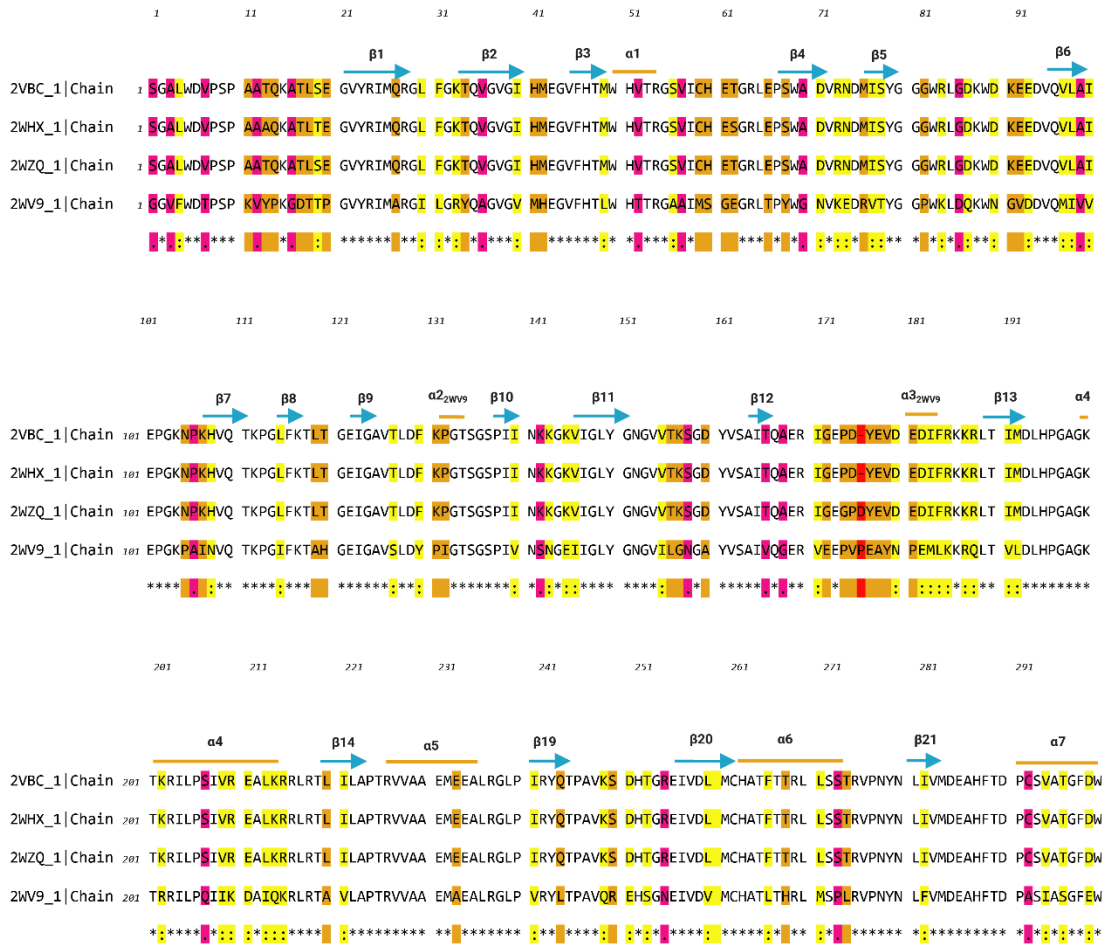 1 11 21 31 41 51 61 71 81 91
β1 β2 β3 α1 β4 β5 β6
2VBC_1|Chain 1 SGALWDVPSP AATQKATLSE GVYRIMQRGL FGKTQVGVGI HMEGVFHTMW HVTRGSVICH ETGRLEPSWA DVRNDMISYG GGWRLGDKWD KEEDVQVLAI
2WHX_1|Chain 1 SGALWDVPSP AAAQKATLTE GVYRIMQRGL FGKTQVGVGI HMEGVFHTMW HVTRGSVICH ESGRLEPSWA DVRNDMISYG GGWRLGDKWD KEEDVQVLAI
2WZQ_1|Chain 1 SGALWDVPSP AATQKATLSE GVYRIMQRGL FGKTQVGVGI HMEGVFHTMW HVTRGSVICH ETGRLEPSWA DVRNDMISYG GGWRLGDKWD KEEDVQVLAI
2WV9_1|Chain 1 GGVFWDTPSP KVYPKGDTTP GVYRIMARGI LGRYQAGVGV MHEGVFHTLW HTTRGAAIMS GEGRLTPYWG NVKEDRVTYG GPWKLDQKWN GVDDVQMIVV
.*.:**.*** . . : ****** **: :*: *.***: ******:* *.***:.* *** * *. :*::* ::** * *:*.:**: :***::.:
101 111 121 131 141 151 161 171 181 191
β7 β8 β9 α2 2WV9 β10 β11 β12 α3 2WV9 β13 α4
2VBC_1|Chain 101 EPGKNPKHVQ TKPGLFKTLT GEIGAVTLDF KPGTSGSPII NKKGKVIGLY GNGVVTKSGD YVSAITQAER IGEPD-YEVD EDIFRKKRLT IMDLHPGAGK
2WHX_1|Chain 101 EPGKNPKHVQ TKPGLFKTLT GEIGAVTLDF KPGTSGSPII NKKGKVIGLY GNGVVTKSGD YVSAITQAER IGEPD-YEVD EDIFRKKRLT IMDLHPGAGK
2WZQ_1|Chain 101 EPGKNPKHVQ TKPGLFKTLT GEIGAVTLDF KPGTSGSPII NKKGKVIGLY GNGVVTKSGD YVSAITQAER IGEGPDYEVD EDIFRKKRLT IMDLHPGAGK
2WV9_1|Chain 101 EPGKPAINVQ TKPGIFKTAH GEIGAVSLDY PIGTSGSPIV NSNGEIIGLY GNGVILGNGA YVSAIVQGER VEEPVPEAYN PEMLKKRQLT VLDLHPGAGK
**** . :** ****:*** ******:**: *******: *.:*::**** ****: .* *****.*.** : * : ::::*::** ::********
201 211 221 231 241 251 261 271 281 291
α4 β14 α5 β19 β20 α6 β21 α7
2VBC_1|Chain 201 TKRILPSIVR EALKRRLRTL ILAPTRVVAA EMEEALRGLP IRYQTPAVKS DHTGREIVDL MCHATFTTRL LSSTRVPNYN LIVMDEAHFTD PCSVATGFDW
2WHX_1|Chain 201 TKRILPSIVR EALKRRLRTL ILAPTRVVAA EMEEALRGLP IRYQTPAVKS DHTGREIVDL MCHATFTTRL LSSTRVPNYN LIVMDEAHFTD PCSVATGFDW
2WZQ_1|Chain 201 TKRILPSIVR EALKRRLRTL ILAPTRVVAA EMEEALRGLP IRYQTPAVKS DHTGREIVDL MCHATFTTRL LSSTRVPNYN LIVMDEAHFTD PCSVATGFDW
2WV9_1|Chain 201 TRRILPQIIK DAIQKRLRTA VLAPTRVVAA EMAEALRGLP VRYLTPAVQR EHSGNEIVDV MCHATLTHRL MSPLRVPNYN LFVMDEAHFTD PASIASGFEW
*:****.*:: :*:::**** :********* ** ******* :** ****: :*:*.****: *****:* ** :*. ****** *:********* *.*:*:**:*